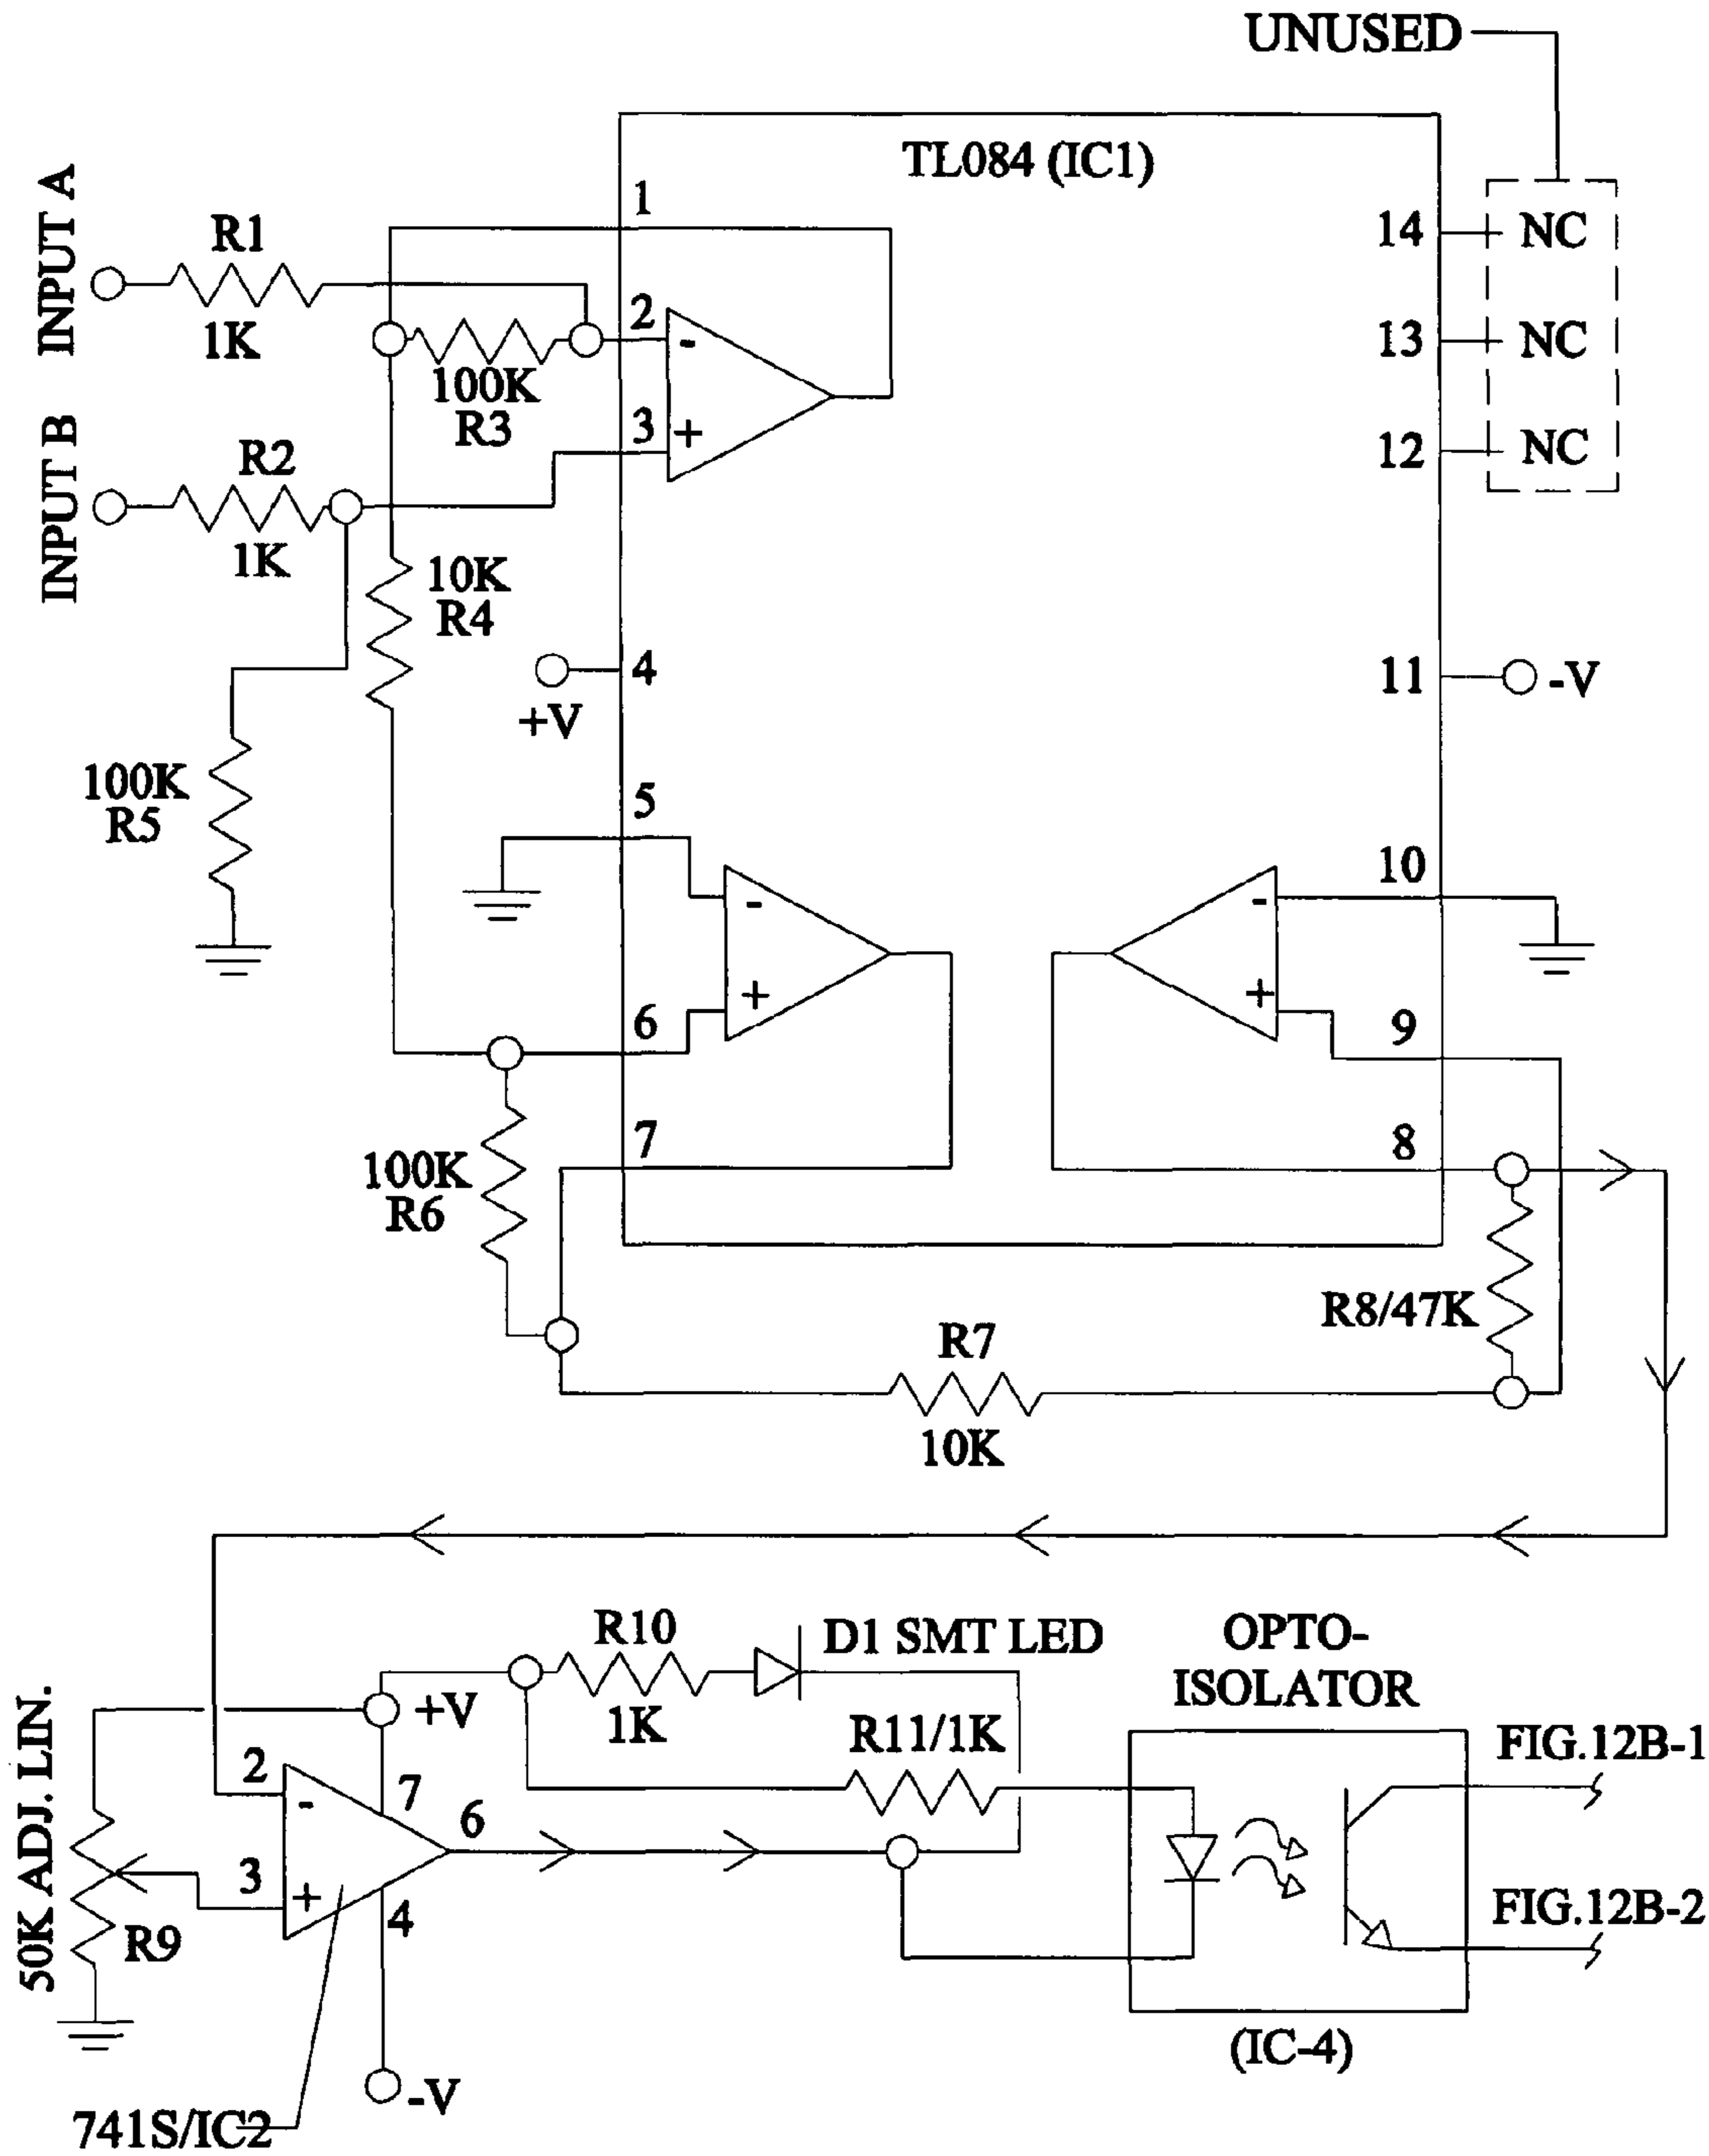 UNUSED
TL084 (IC1)
INPUT A
R1
1K
1
2
-
100K
R3
3
+
14
NC
13
NC
12
NC
INPUT B
R2
1K
10K
R4
4
+V
11
-V
100K
R5
5
-
+
6
7
10
-
+
9
8
100K
R6
R8/47K
R7
10K
R10
1K
D1 SMT LED
OPTO-
ISOLATOR
+V
R11/1K
FIG.12B-1
50K ADJ. LIN.
2
-
7
6
3
+
4
R9
FIG.12B-2
(IC-4)
-V
741S/IC2